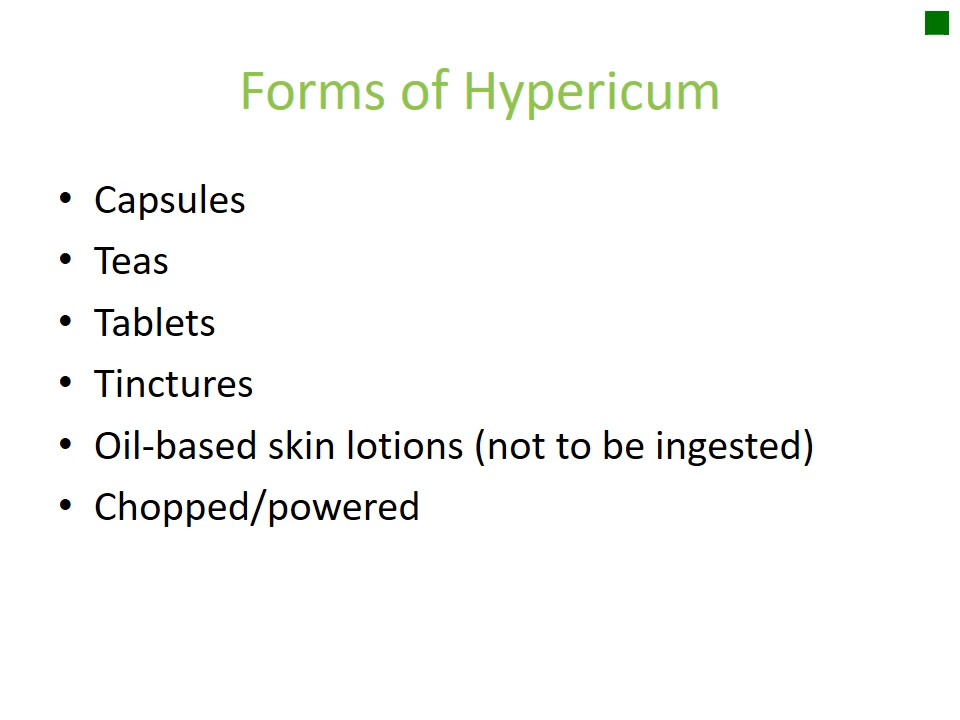 Forms of Hypericum
• Capsules
• Teas
• Tablets
• Tinctures
• Oil-based skin lotions (not to be ingested)
• Chopped/powered